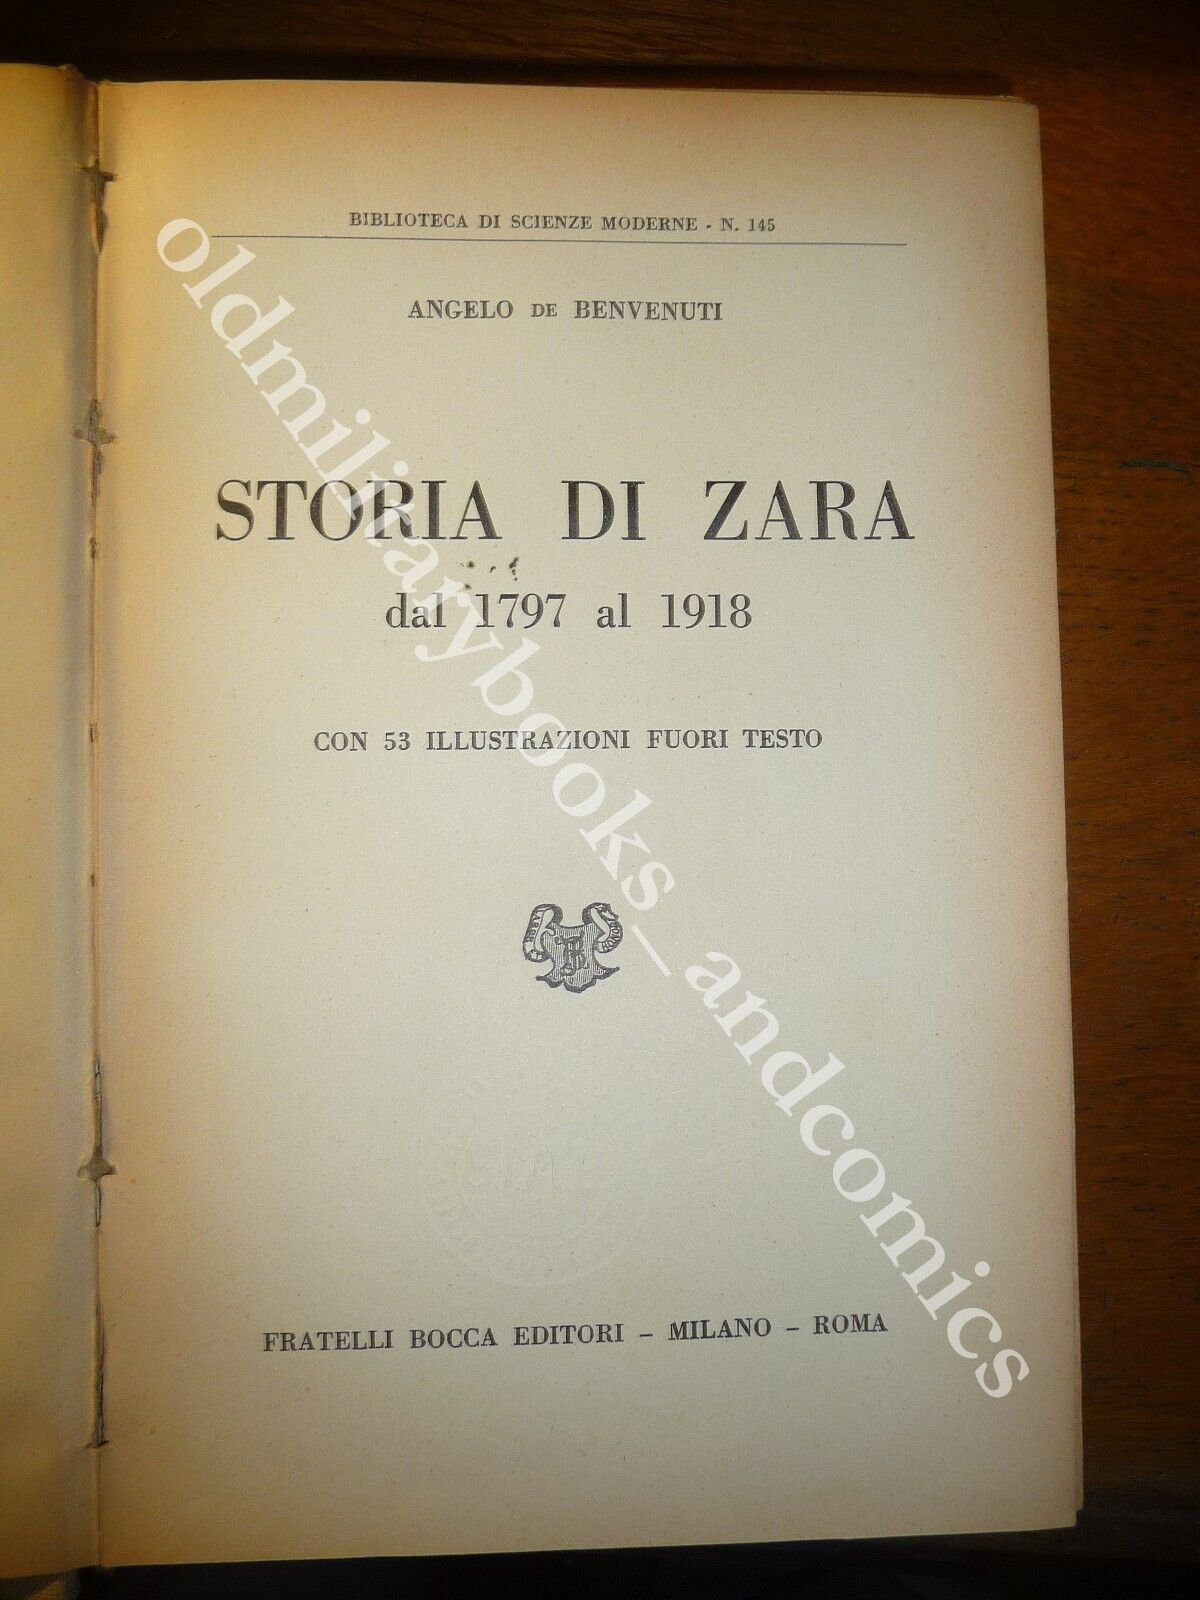 BIBLIOTECA DI SCIENZE MODERNE - N. 145
ANGELO DE BENVENUTI
STORIA DI ZARA
dal 1797 al 1918
CON 53 ILLUSTRAZIONI FUORI TESTO
FRATELLI BOCCA EDITORI - MILANO - ROMA
oldmilitarybooks_andcomics